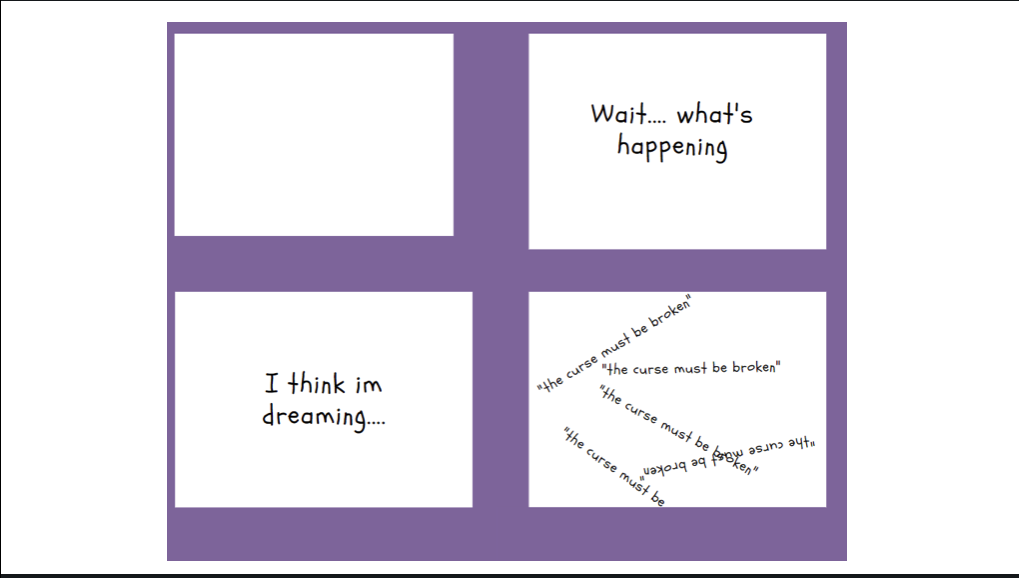 Wait.... what's
happening
I think im
dreaming....
"the curse must be broken"
"the curse must be broken"
"the curse must be broken"
"the curse must be broken"
"the curse must be